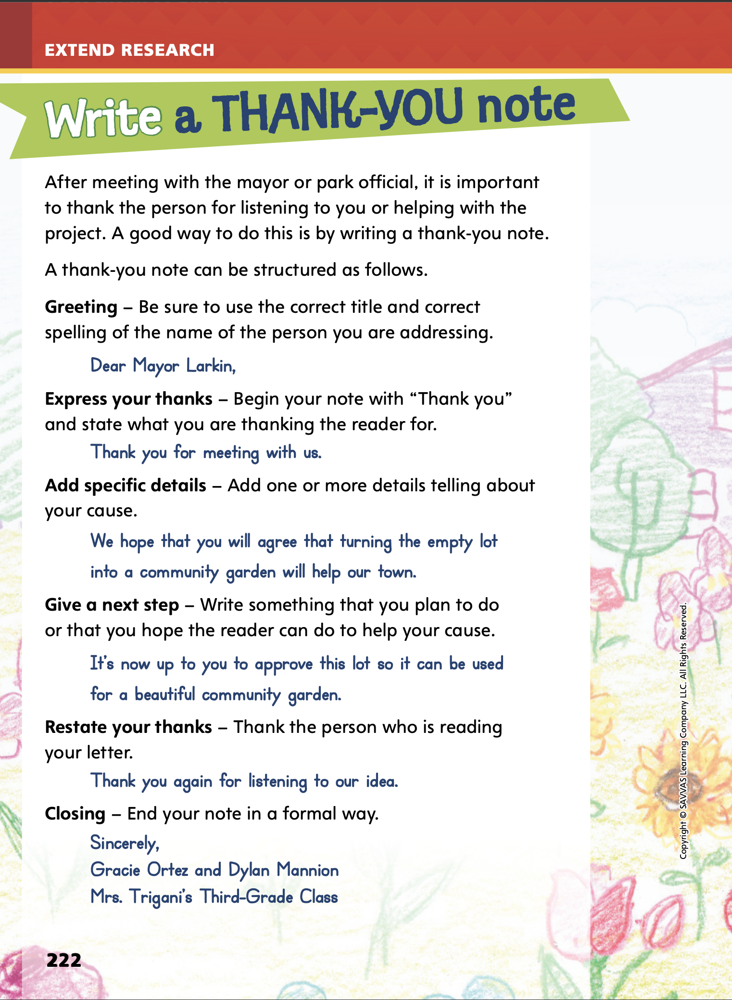 EXTEND RESEARCH
Write a THANK-YOU note
After meeting with the mayor or park official, it is important
to thank the person for listening to you or helping with the
project. A good way to do this is by writing a thank-you note.
A thank-you note can be structured as follows.
Greeting – Be sure to use the correct title and correct
spelling of the name of the person you are addressing.
Dear Mayor Larkin,
Express your thanks – Begin your note with “Thank you”
and state what you are thanking the reader for.
Thank you for meeting with us.
Add specific details – Add one or more details telling about
your cause.
We hope that you will agree that turning the empty lot
into a community garden will help our town.
Give a next step – Write something that you plan to do
or that you hope the reader can do to help your cause.
It’s now up to you to approve this lot so it can be used
for a beautiful community garden.
Restate your thanks – Thank the person who is reading
your letter.
Thank you again for listening to our idea.
Closing – End your note in a formal way.
Sincerely,
Gracie Ortez and Dylan Mannion
Mrs. Trigani’s Third-Grade Class
222
Copyright © SAVVAS Learning Company LLC. All Rights Reserved.